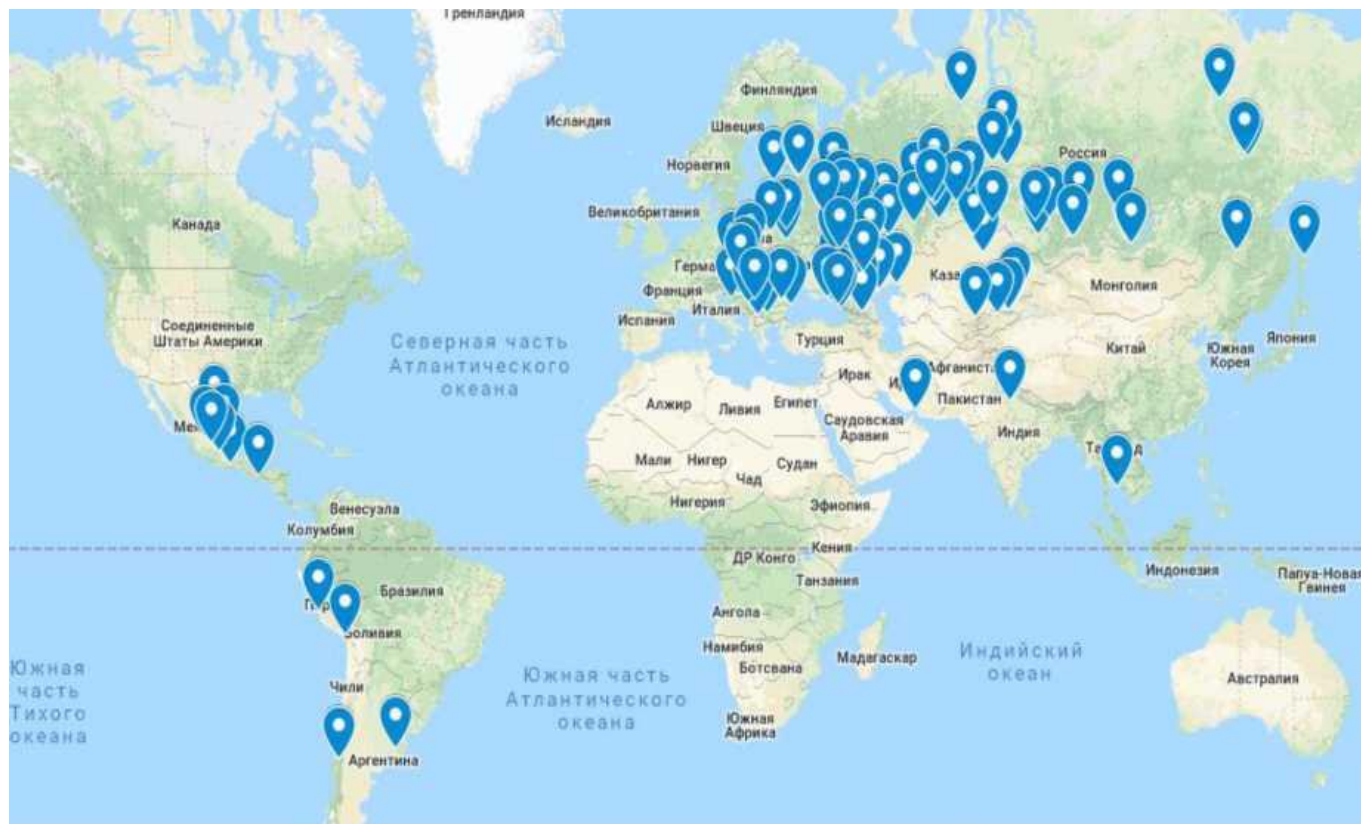 Гренландия
Финляндия
Исландия
Швеция
Норвегия
Россия
Великобритания
Канада
Франция
Италия
Испания
Монголия
Соединенные
Штаты Америки
Турция
Китай
Япония
Южная
Корея
Северная часть
Атлантического
океана
Ирак
Пакистан
Алжир
Ливия
Египет
Саудовская
Аравия
Индия
Мали
Нигер
Судан
Чад
Венесуэла
Нигерия
Эфиопия
Колумбия
ДР Конго
Кения
Индонезия
Папуа-Новая
Гвинея
Танзания
Бразилия
Ангола
Боливия
Намибия
Ботсвана
Мадагаскар
Индийский
океан
Южная
часть
Тихого
океана
Чили
Южная часть
Атлантического
океана
Австралия
Южная
Африка
Аргентина